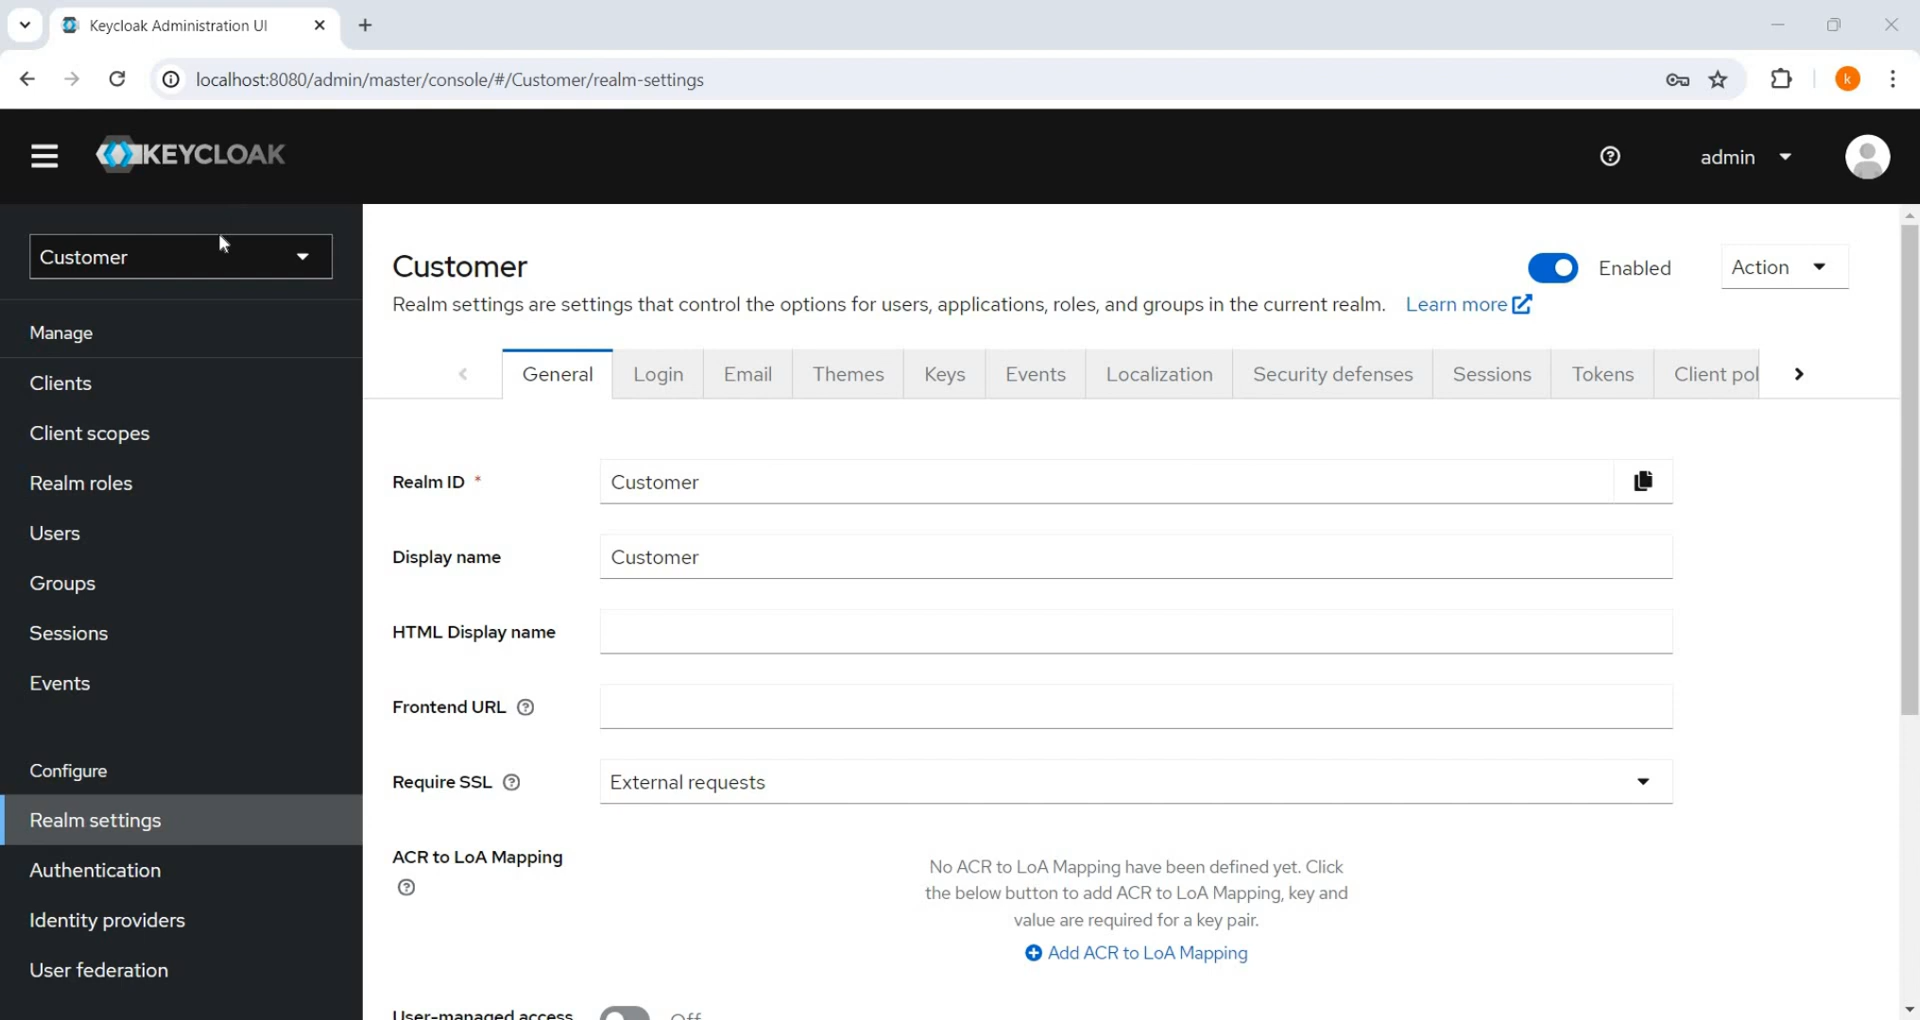 Keycloak Administration UI
localhost:8080/admin/master/console/#/Customer/realm-settings
k
KEYCLOAK
admin
Customer
Manage
Clients
Client scopes
Realm roles
Users
Groups
Sessions
Events
Configure
Realm settings
Authentication
Identity providers
User federation
Customer
Enabled
Action
Realm settings are settings that control the options for users, applications, roles, and groups in the current realm. Learn more
General Login Email Themes Keys Events Localization Security defenses Sessions Tokens Client pol
Realm ID * Customer
Display name Customer
HTML Display name
Frontend URL
Require SSL External requests
ACR to LoA Mapping
No ACR to LoA Mapping have been defined yet. Click
the below button to add ACR to LoA Mapping, key and
value are required for a key pair.
Add ACR to LoA Mapping
User-managed access Off